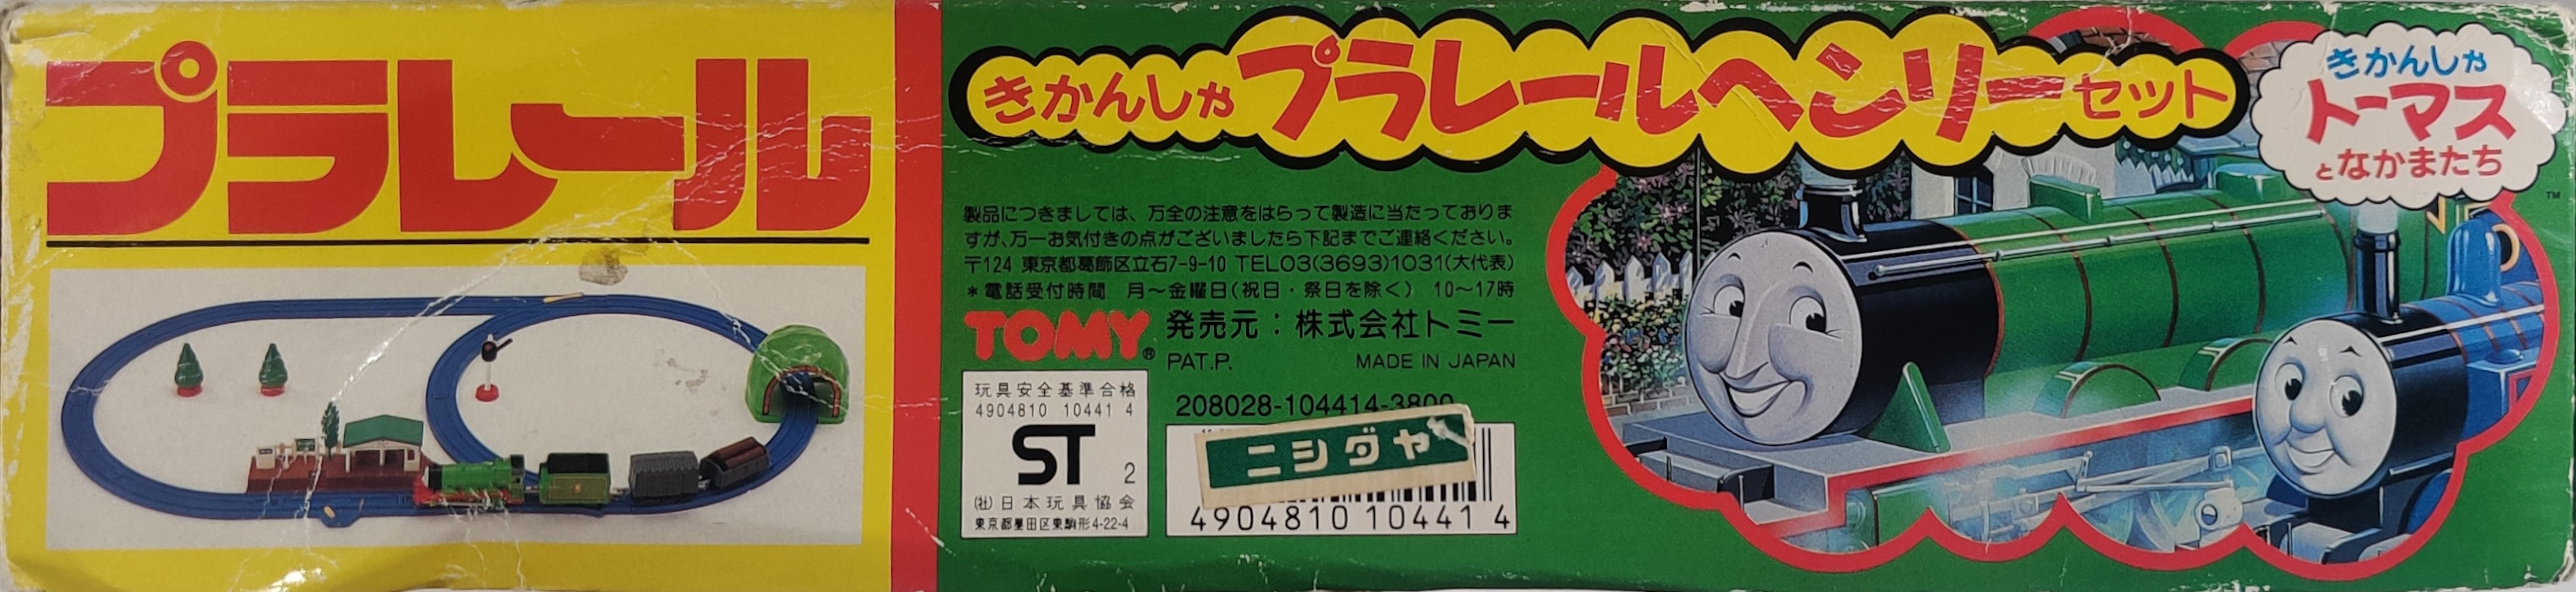 プラレール
きかんしゃプラレールヘンリーセット
きかんしゃ
トーマス
となかまたち
TM
製品につきましては、万全の注意をはらって製造に当たっておりま
すが、万一お気付きの点がございましたら下記までご連絡ください。
〒124 東京都葛飾区立石7-9-10 TEL03(3693)1031(大代表)
*電話受付時間 月〜金曜日(祝日・祭日を除く) 10〜17時
TOMY® 発売元：株式会社トミー
PAT.P. MADE IN JAPAN
玩具安全基準合格
4904810 10441 4
ST 2
(社)日本玩具協会
東京都墨田区東駒形4-22-4
208028-104414-3800
ニシダヤ
4904810 104414